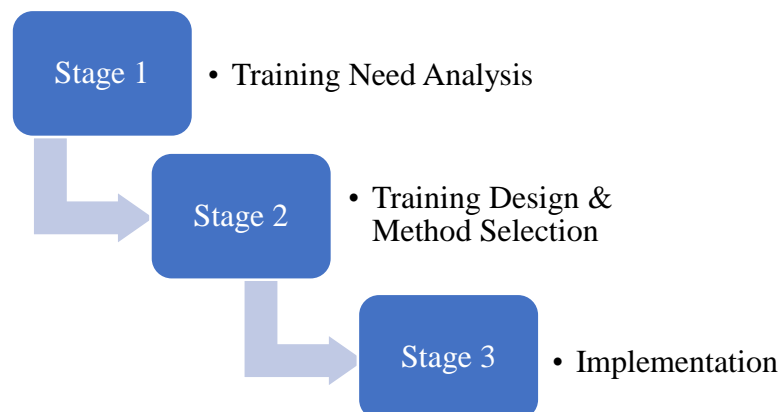 Stage 1
• Training Need Analysis
Stage 2
• Training Design &
Method Selection
Stage 3
• Implementation